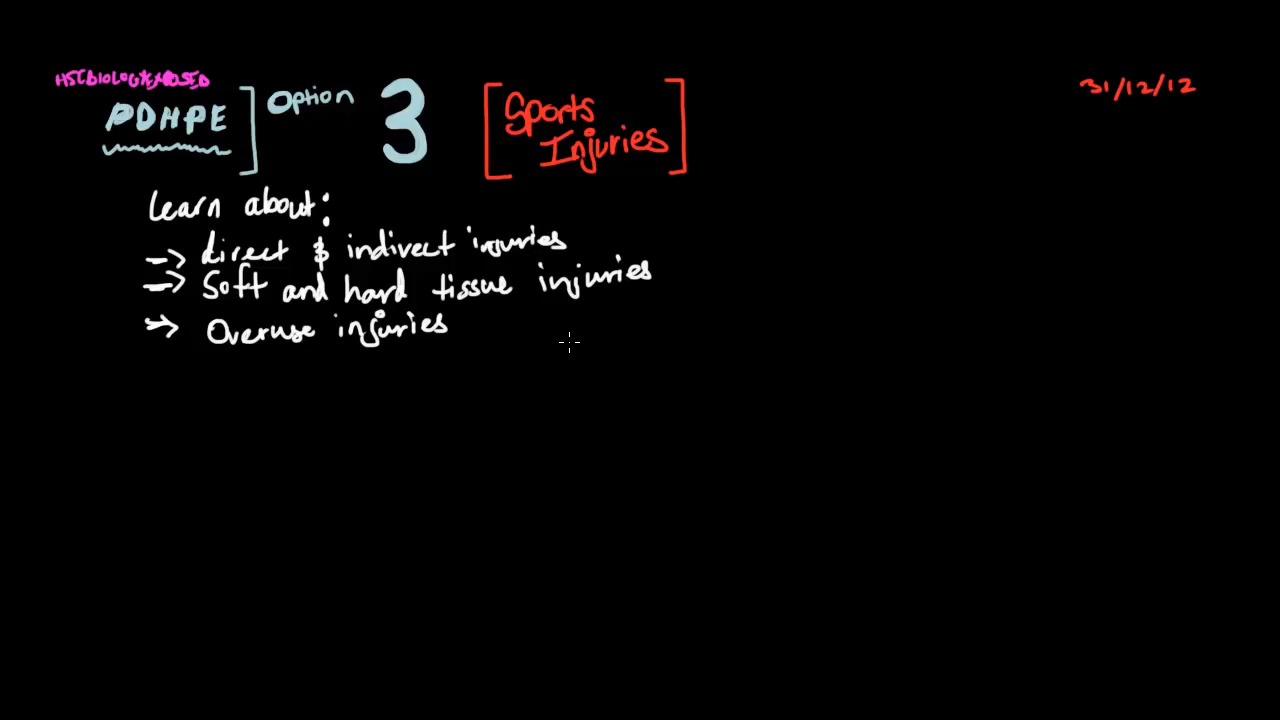 HSCBIOLOGYEXPOSED
PDHPE] Option 3 [Sports Injuries]
31/12/12
Learn about:
-> direct & indirect injuries
-> Soft and hard tissue injuries
-> Overuse injuries